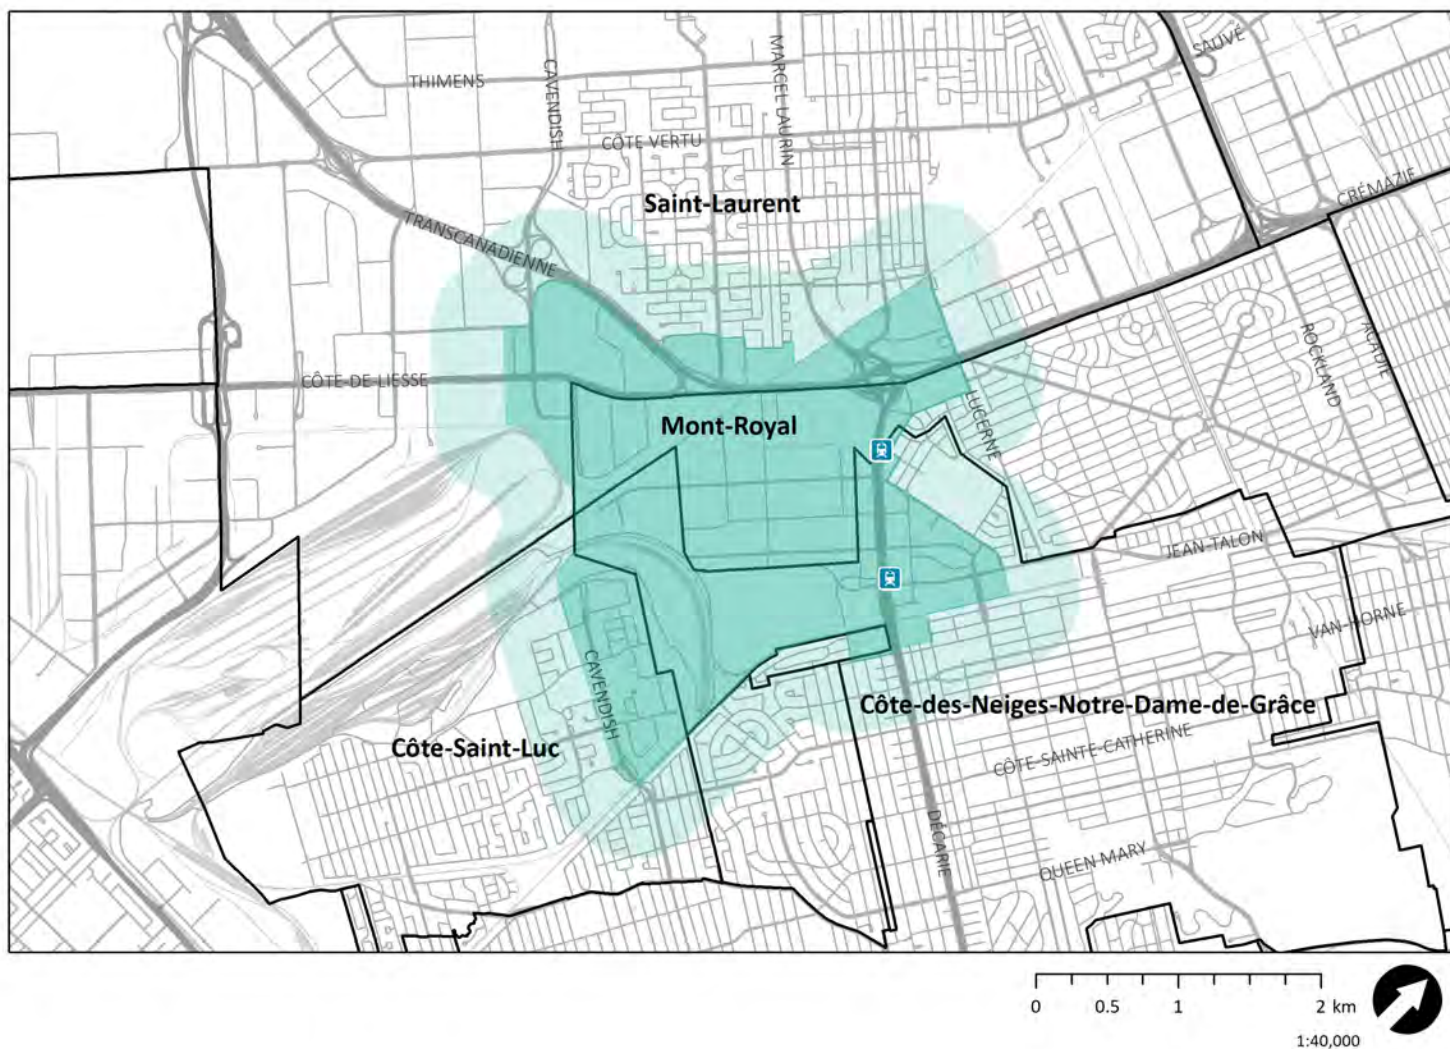 SAUVÉ
THIMENS
CAVENDISH
MARCEL LAURIN
CÔTE VERTU
CRÉMAZIE
Saint-Laurent
TRANSCANADIENNE
ROCKLAND
ACADIE
CÔTE-DE-LIESSE
LUCERNE
Mont-Royal
JEAN-TALON
VAN-HORNE
CAVENDISH
Côte-des-Neiges-Notre-Dame-de-Grâce
Côte-Saint-Luc
CÔTE-SAINTE-CATHERINE
DÉCARIE
QUEEN MARY
0 0.5 1 2 km
1:40,000